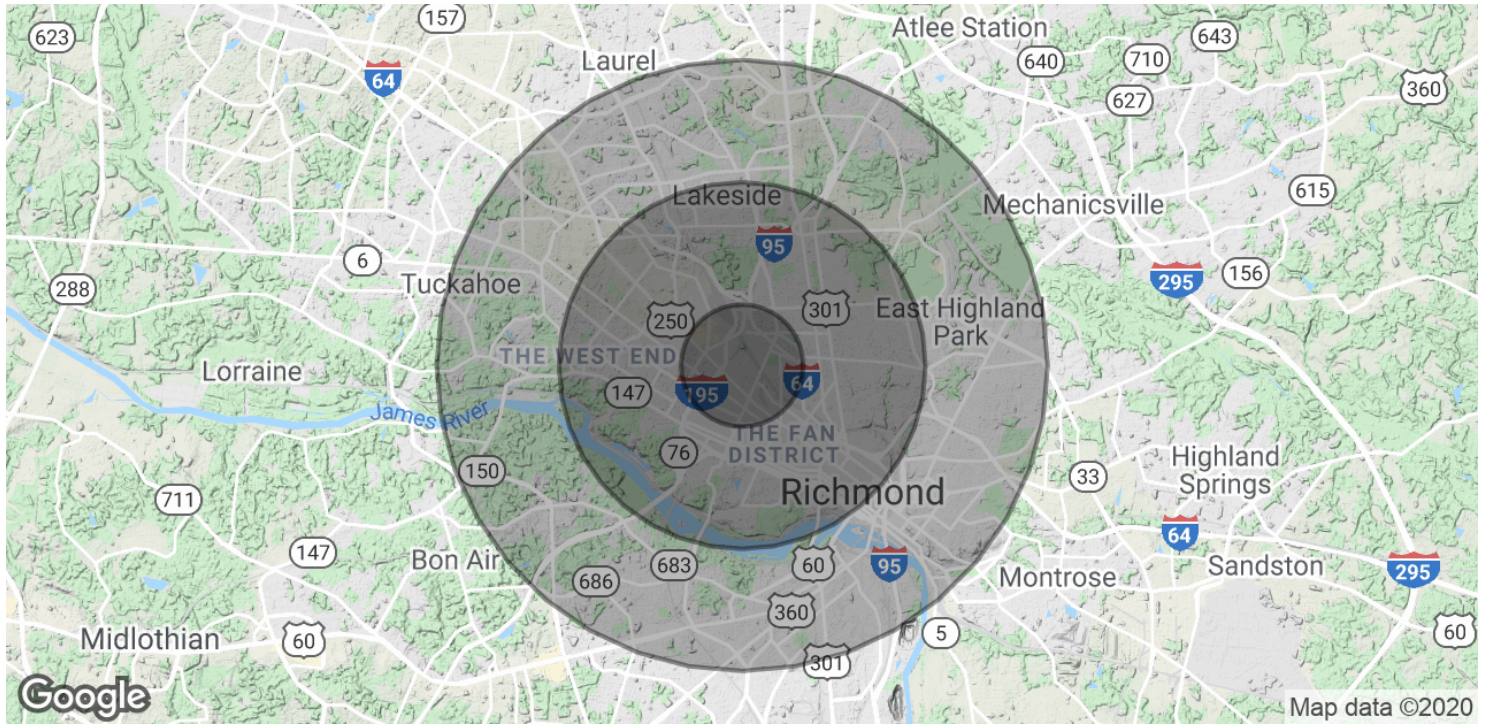 623
157
Atlee Station
643
Laurel
640
710
64
360
627
Lakeside
615
Mechanicsville
95
6
156
Tuckahoe
295
288
301
East Highland
Park
250
THE WEST END
Lorraine
64
195
147
James River
THE FAN
DISTRICT
76
Highland
Springs
150
33
Richmond
711
64
147
Bon Air
683
60
95
Sandston
295
686
Montrose
360
Midlothian
60
5
60
301
Google
Map data ©2020